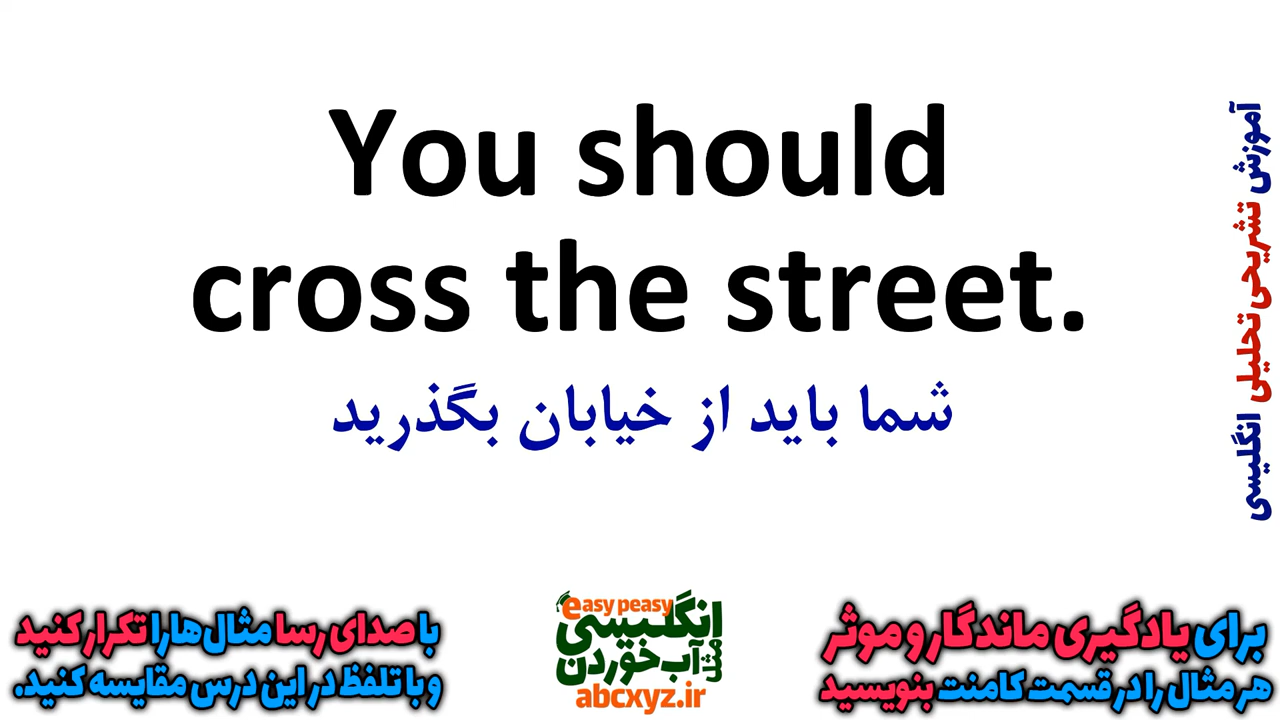 You should
cross the street.
شما باید از خیابان بگذرید
آموزش تشریحی تحلیلی انگلیسی
برای یادگیری ماندگار و موثر
هر مثال را در قسمت کامنت بنویسید
easy peasy
انگلیسی
مثل آب خوردن
abcxyz.ir
با صدای رسا مثال‌ها را تکرار کنید
و با تلفظ در این درس مقایسه کنید.